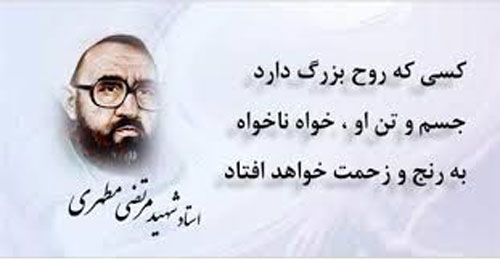 کسی که روح بزرگ دارد
جسم و تن او ، خواه ناخواه
به رنج و زحمت خواهد افتاد
استاد شهید مرتضی مطهری